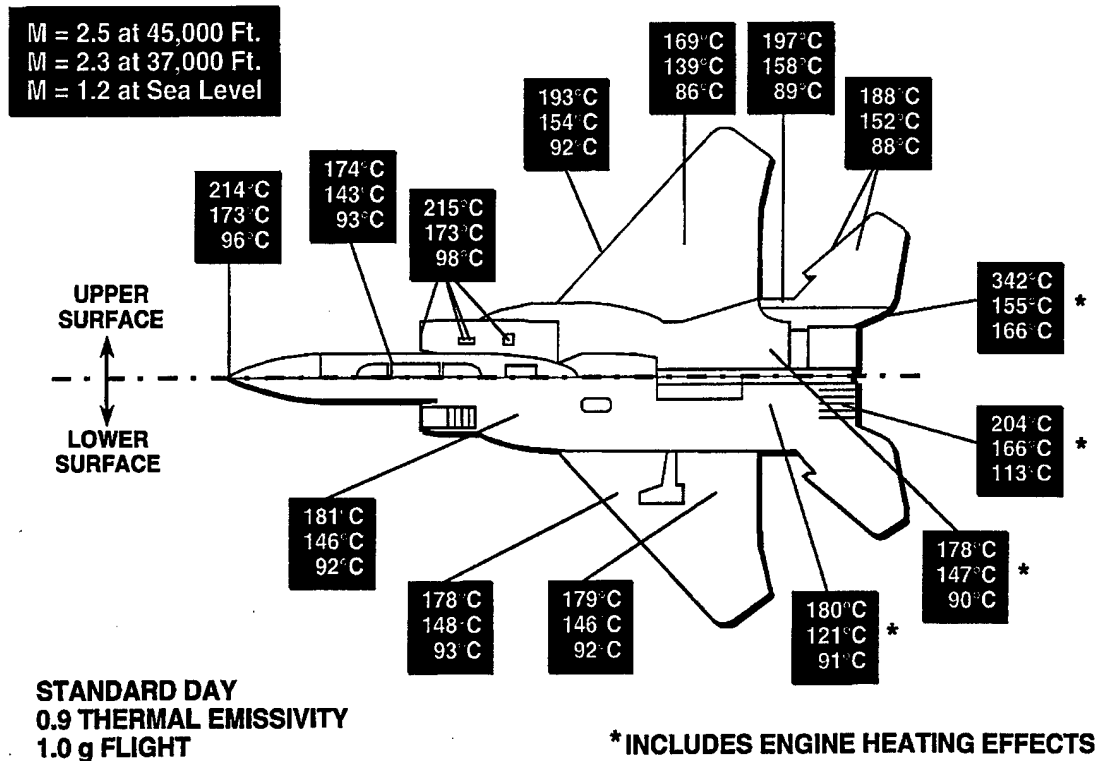 M = 2.5 at 45,000 Ft.
M = 2.3 at 37,000 Ft.
M = 1.2 at Sea Level
169°C
139°C
86°C
197°C
158°C
89°C
193°C
154°C
92°C
188°C
152°C
88°C
174°C
143°C
93°C
214°C
173°C
96°C
215°C
173°C
98°C
UPPER
SURFACE
342°C
155°C
166°C
*
LOWER
SURFACE
204°C
166°C
113°C
*
181°C
146°C
92°C
178°C
147°C
90°C
*
178°C
148°C
93°C
179°C
146°C
92°C
180°C
121°C
91°C
*
STANDARD DAY
0.9 THERMAL EMISSIVITY
1.0 g FLIGHT
*INCLUDES ENGINE HEATING EFFECTS